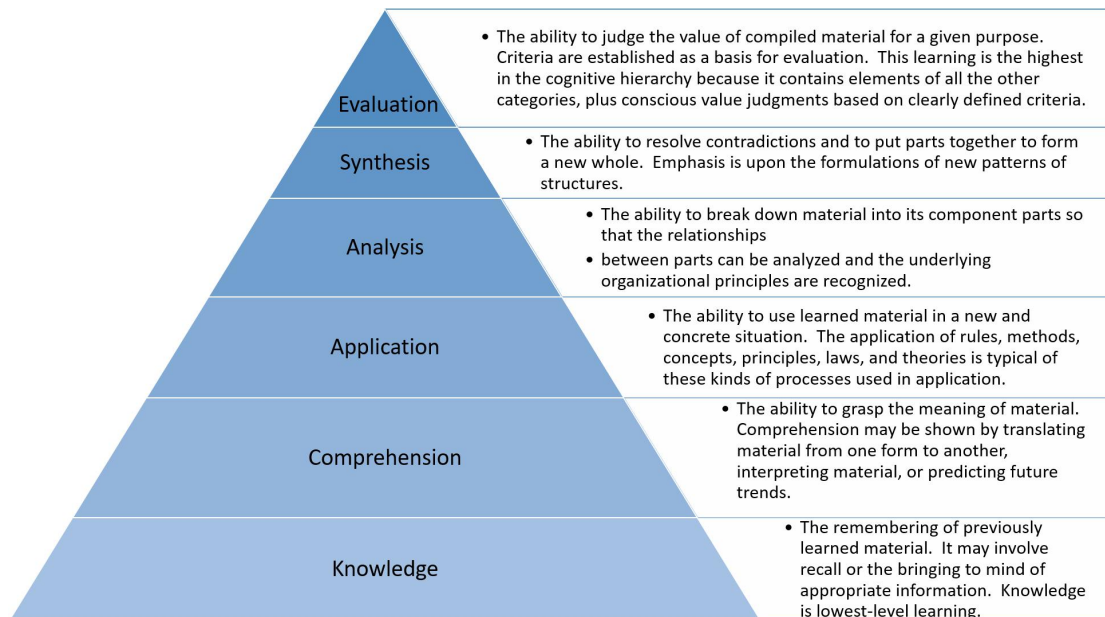 Evaluation
• The ability to judge the value of compiled material for a given purpose.
Criteria are established as a basis for evaluation.  This learning is the highest
in the cognitive hierarchy because it contains elements of all the other
categories, plus conscious value judgments based on clearly defined criteria.
Synthesis
• The ability to resolve contradictions and to put parts together to form
a new whole.  Emphasis is upon the formulations of new patterns of
structures.
Analysis
• The ability to break down material into its component parts so
that the relationships
• between parts can be analyzed and the underlying
organizational principles are recognized.
Application
• The ability to use learned material in a new and
concrete situation.  The application of rules, methods,
concepts, principles, laws, and theories is typical of
these kinds of processes used in application.
Comprehension
• The ability to grasp the meaning of material.
Comprehension may be shown by translating
material from one form to another,
interpreting material, or predicting future
trends.
Knowledge
• The remembering of previously
learned material.  It may involve
recall or the bringing to mind of
appropriate information.  Knowledge
is lowest-level learning.